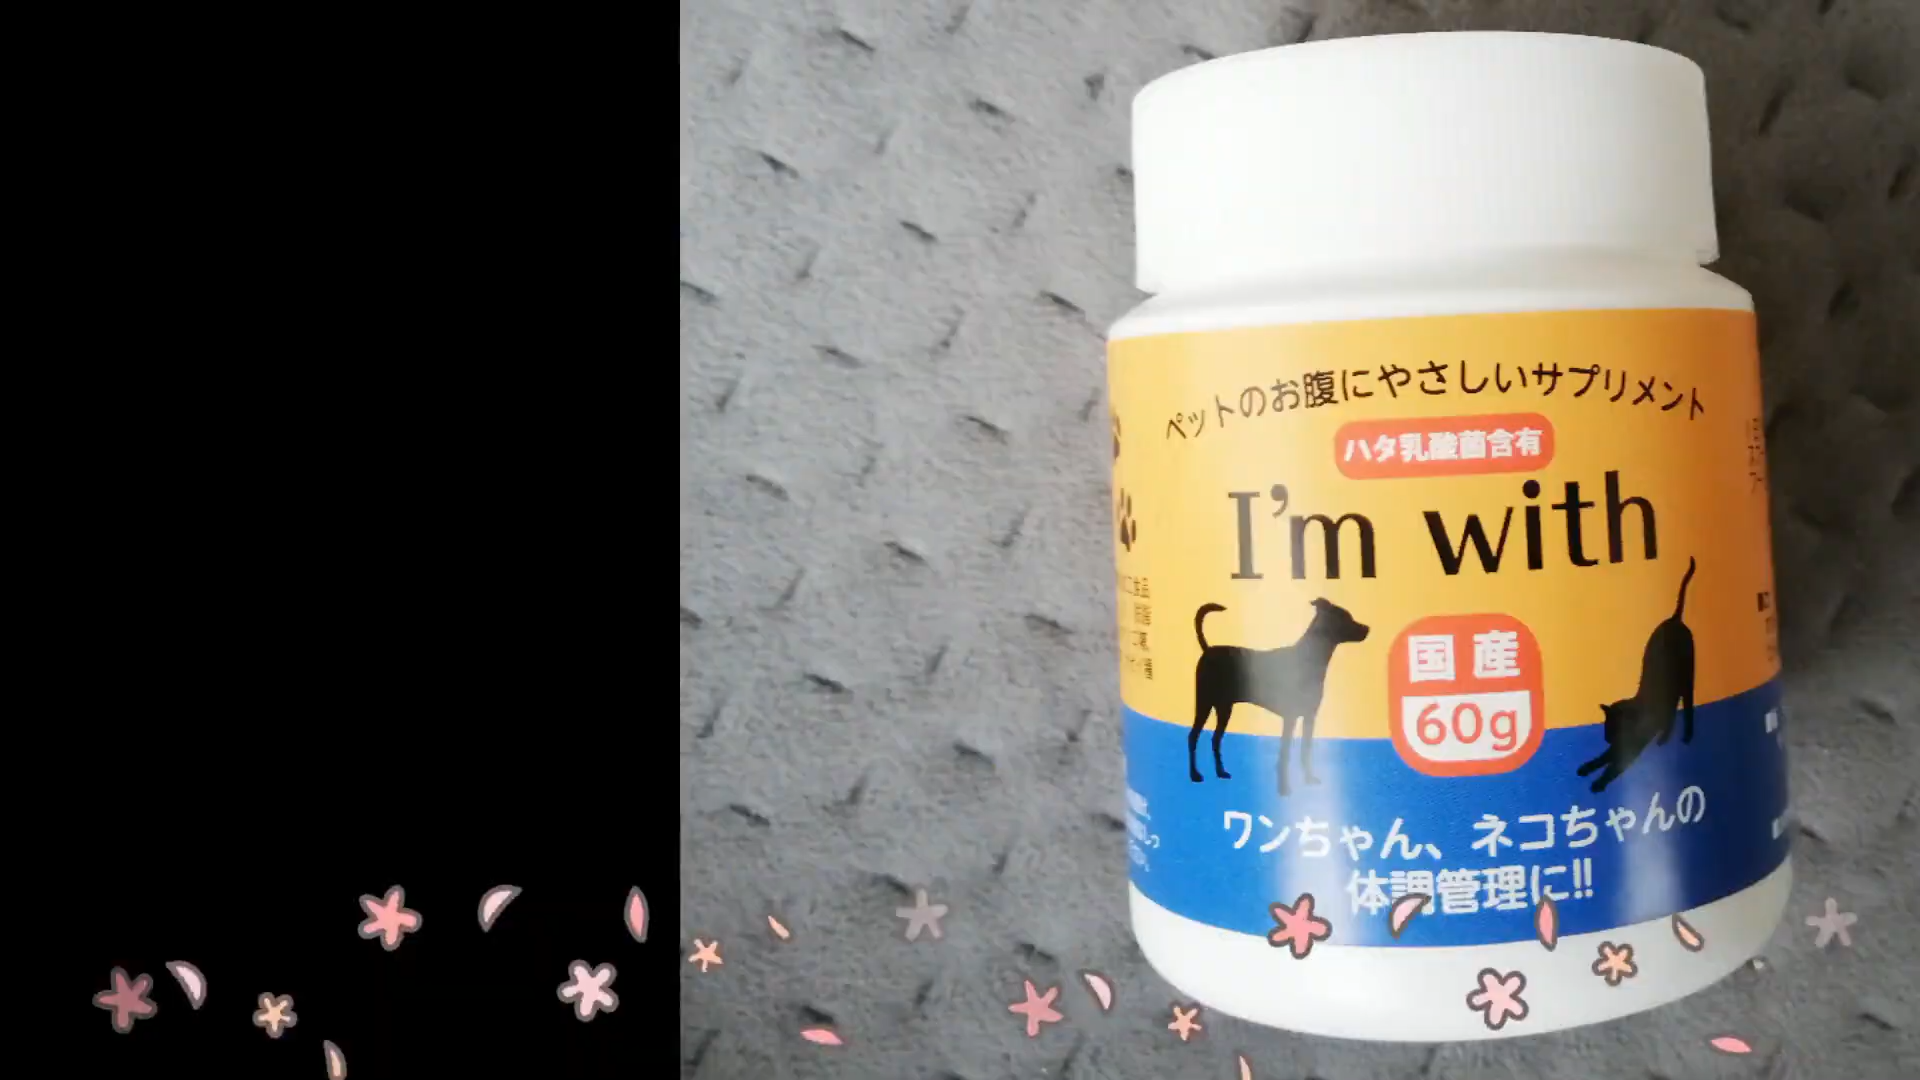 ペットのお腹にやさしいサプリメント
ハタ乳酸菌含有
I'm with
国産
60g
ワンちゃん、ネコちゃんの
体調管理に!!